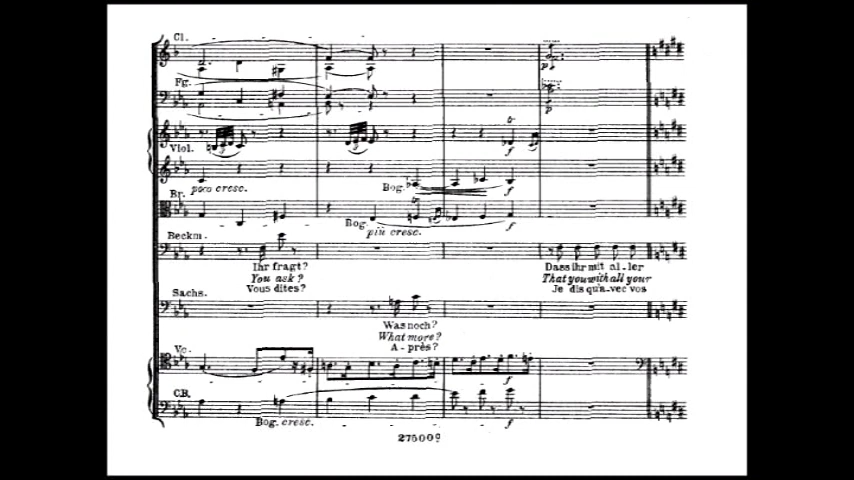 Cl.
Fg.
Viol.
poco cresc.
Bog.
f
Br.
Bog.
più cresc.
f
Beckm.
Ihr fragt?
Dass ihr mit al-ler
You ask?
That you with all your
Vous dites?
Je dis qu'a-vec vos
Sachs.
Was noch?
What more?
A-près?
Vc.
f
C.B.
Bog. cresc.
f